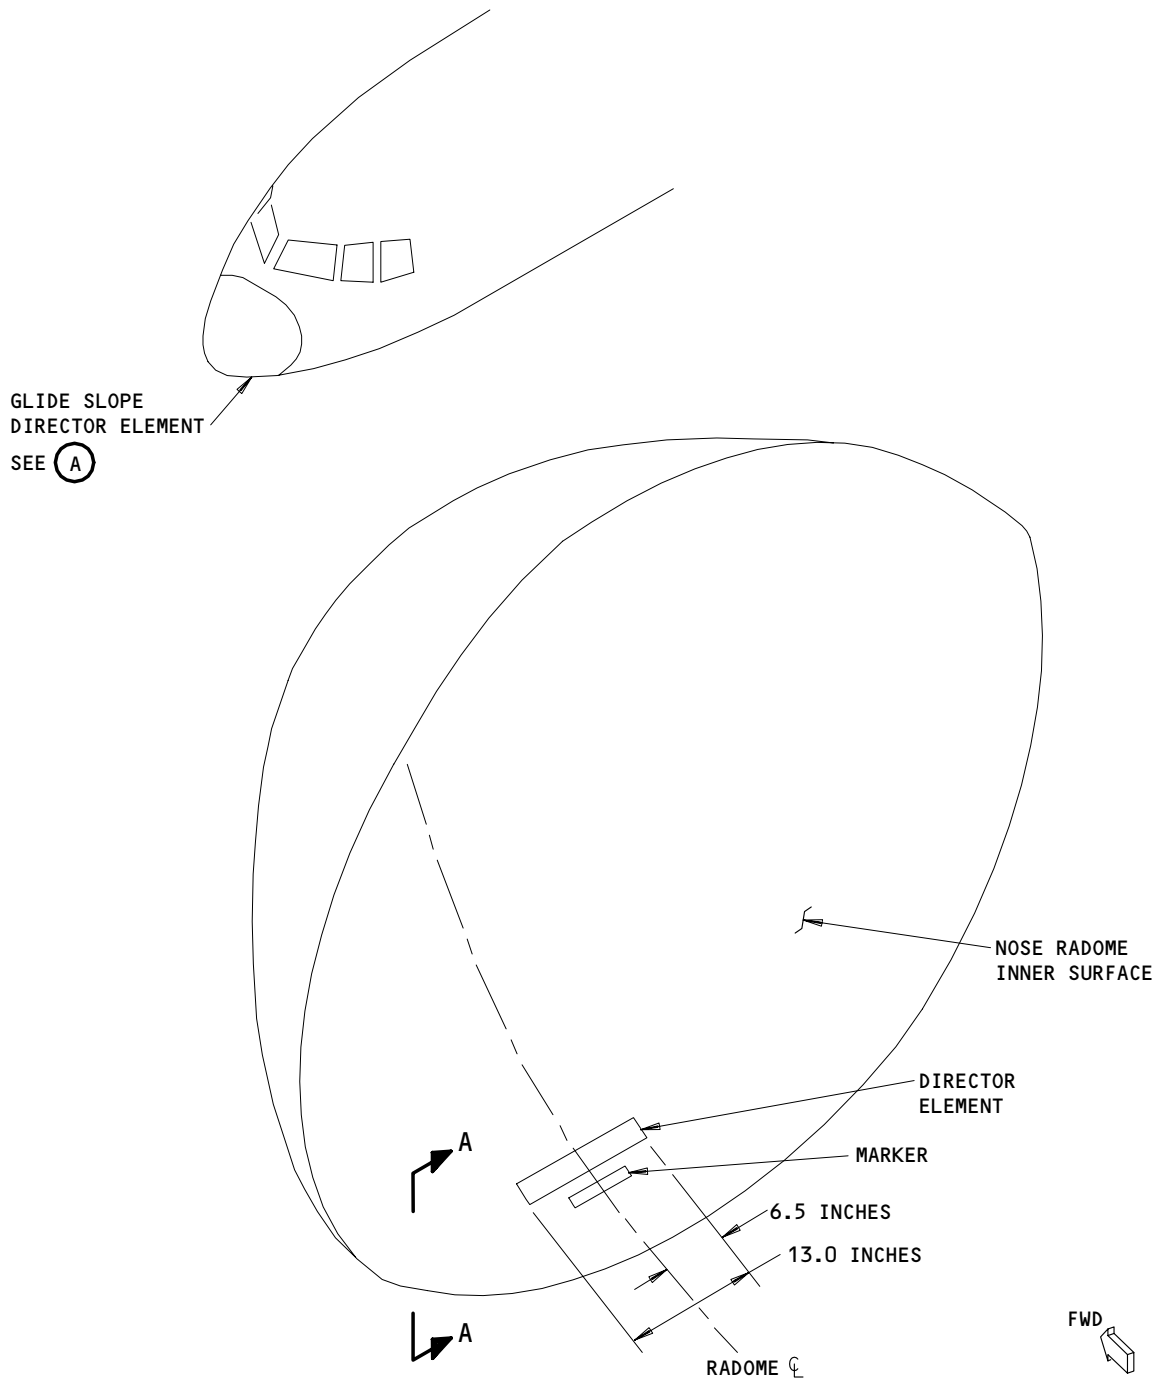 GLIDE SLOPE
DIRECTOR ELEMENT
SEE A
NOSE RADOME
INNER SURFACE
DIRECTOR
ELEMENT
A
MARKER
6.5 INCHES
13.0 INCHES
A
FWD
RADOME ℄